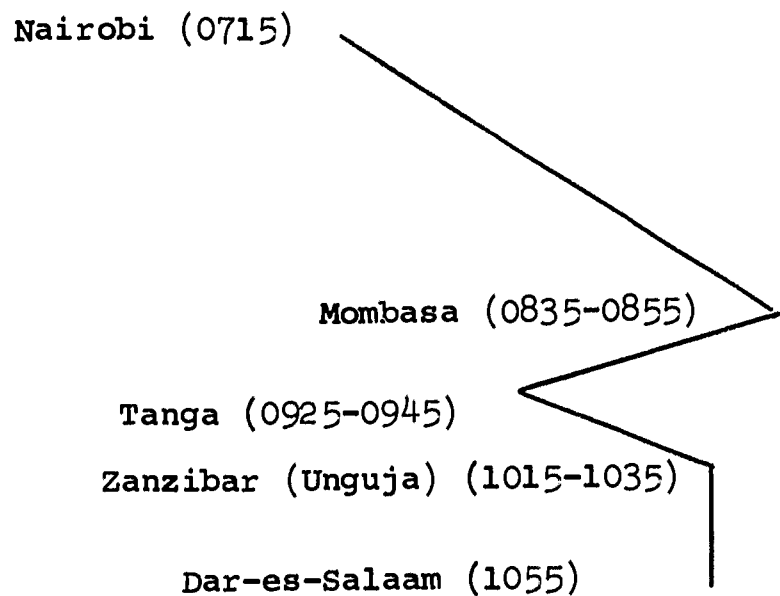 Nairobi (0715)
Mombasa (0835-0855)
Tanga (0925-0945)
Zanzibar (Unguja) (1015-1035)
Dar-es-Salaam (1055)